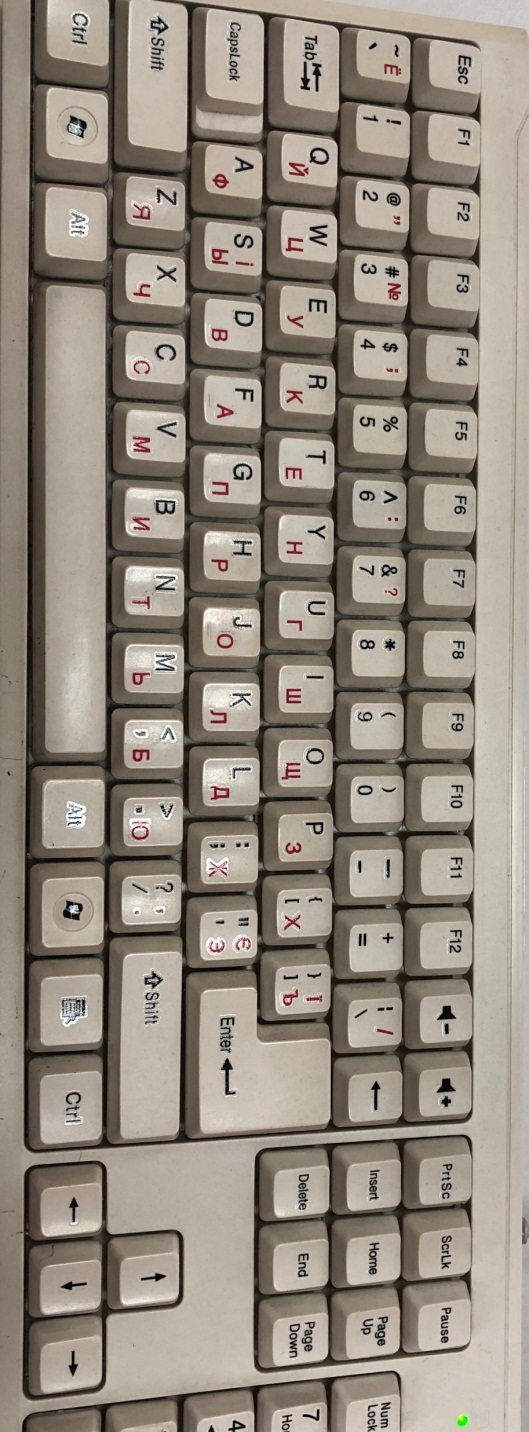 Esc F1 F2 F3 F4 F5 F6 F7 F8 F9 F10 F11 F12 - + PrtSc ScrLk Pause
~ Ё ` ! 1 @ " 2 # № 3 $ ; 4 % 5 ^ : 6 & ? 7 * 8 ( 9 ) 0 — - + = ¦ / \ ← Insert Home Page Up Num Lock
Tab Q Й W Ц E У R К T Е Y Н U Г I Ш O Щ P З { [ Х } ] Ї Ъ Delete End Page Down 7
CapsLock A Ф S І Ы D В F А G П H Р J О K Л L Д : ; Ж " ' Є Э Enter 4
⇧Shift Z Я X Ч C С V М B И N Т M Ь < , Б > . Ю ? / , . ⇧Shift ↑
Ctrl Alt Alt Ctrl ← ↓ →